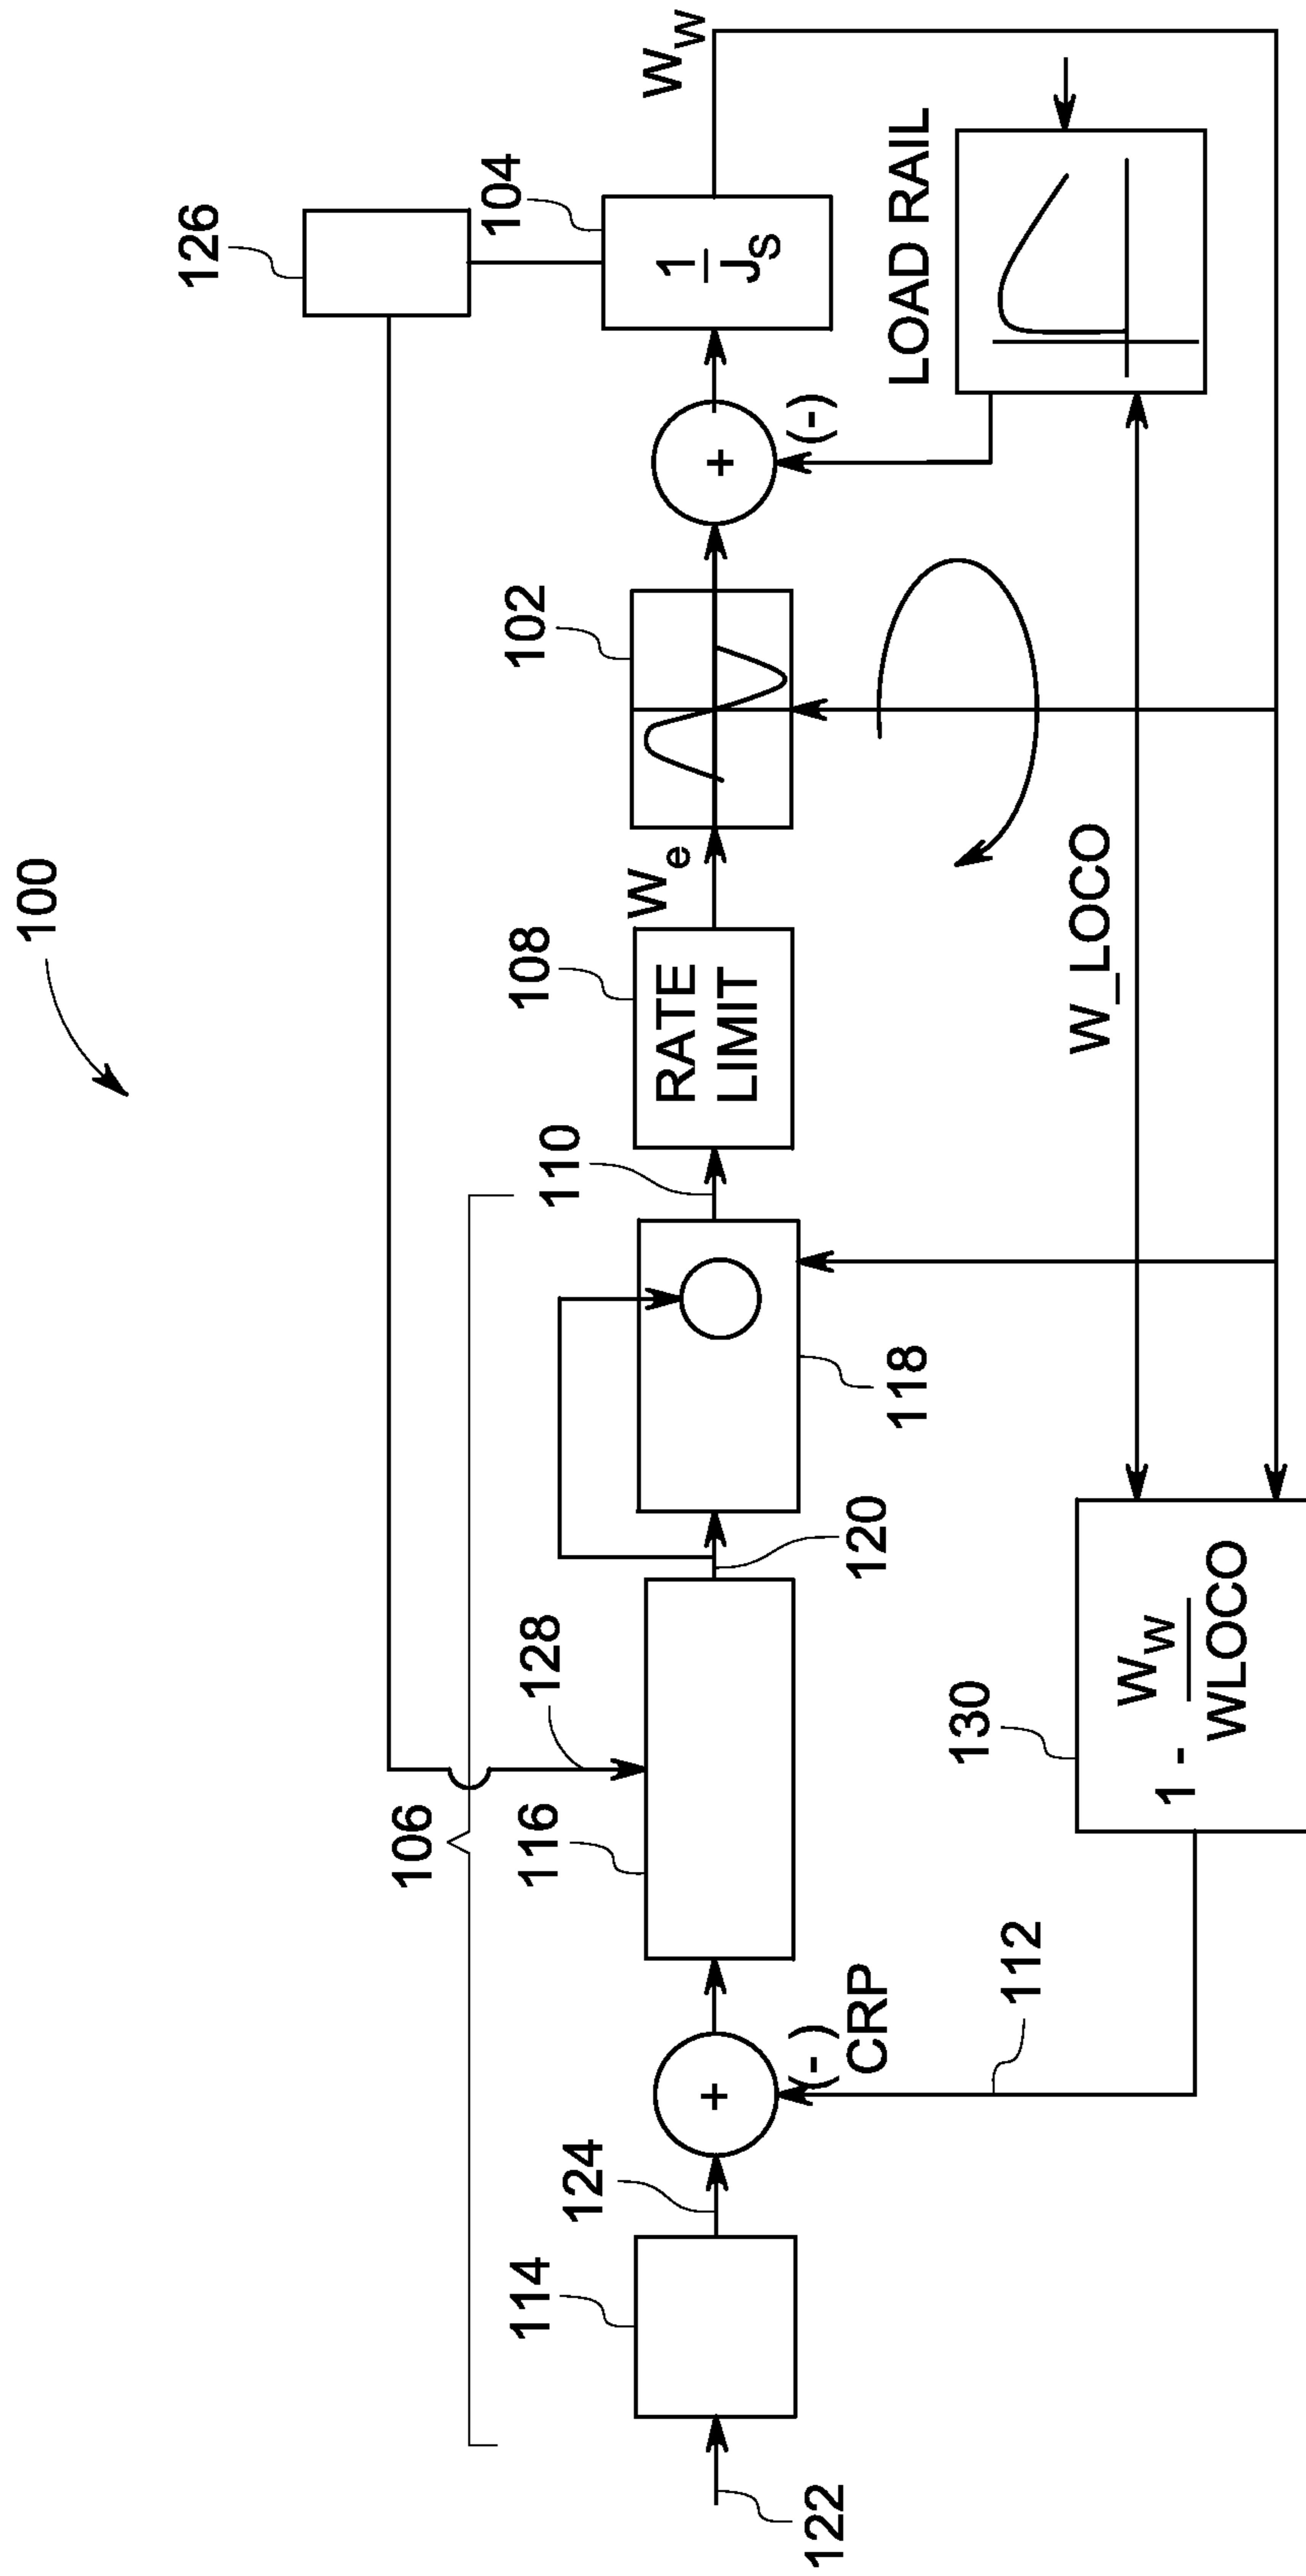 100
126
106
128
104
W_w
114
124
116
118
110
108
102
122
120
RATE
LIMIT
W_e
+
+
1
J_S
(-)
CRP
(-)
LOAD RAIL
112
130
1 - W_w
WLOCO
W_LOCO